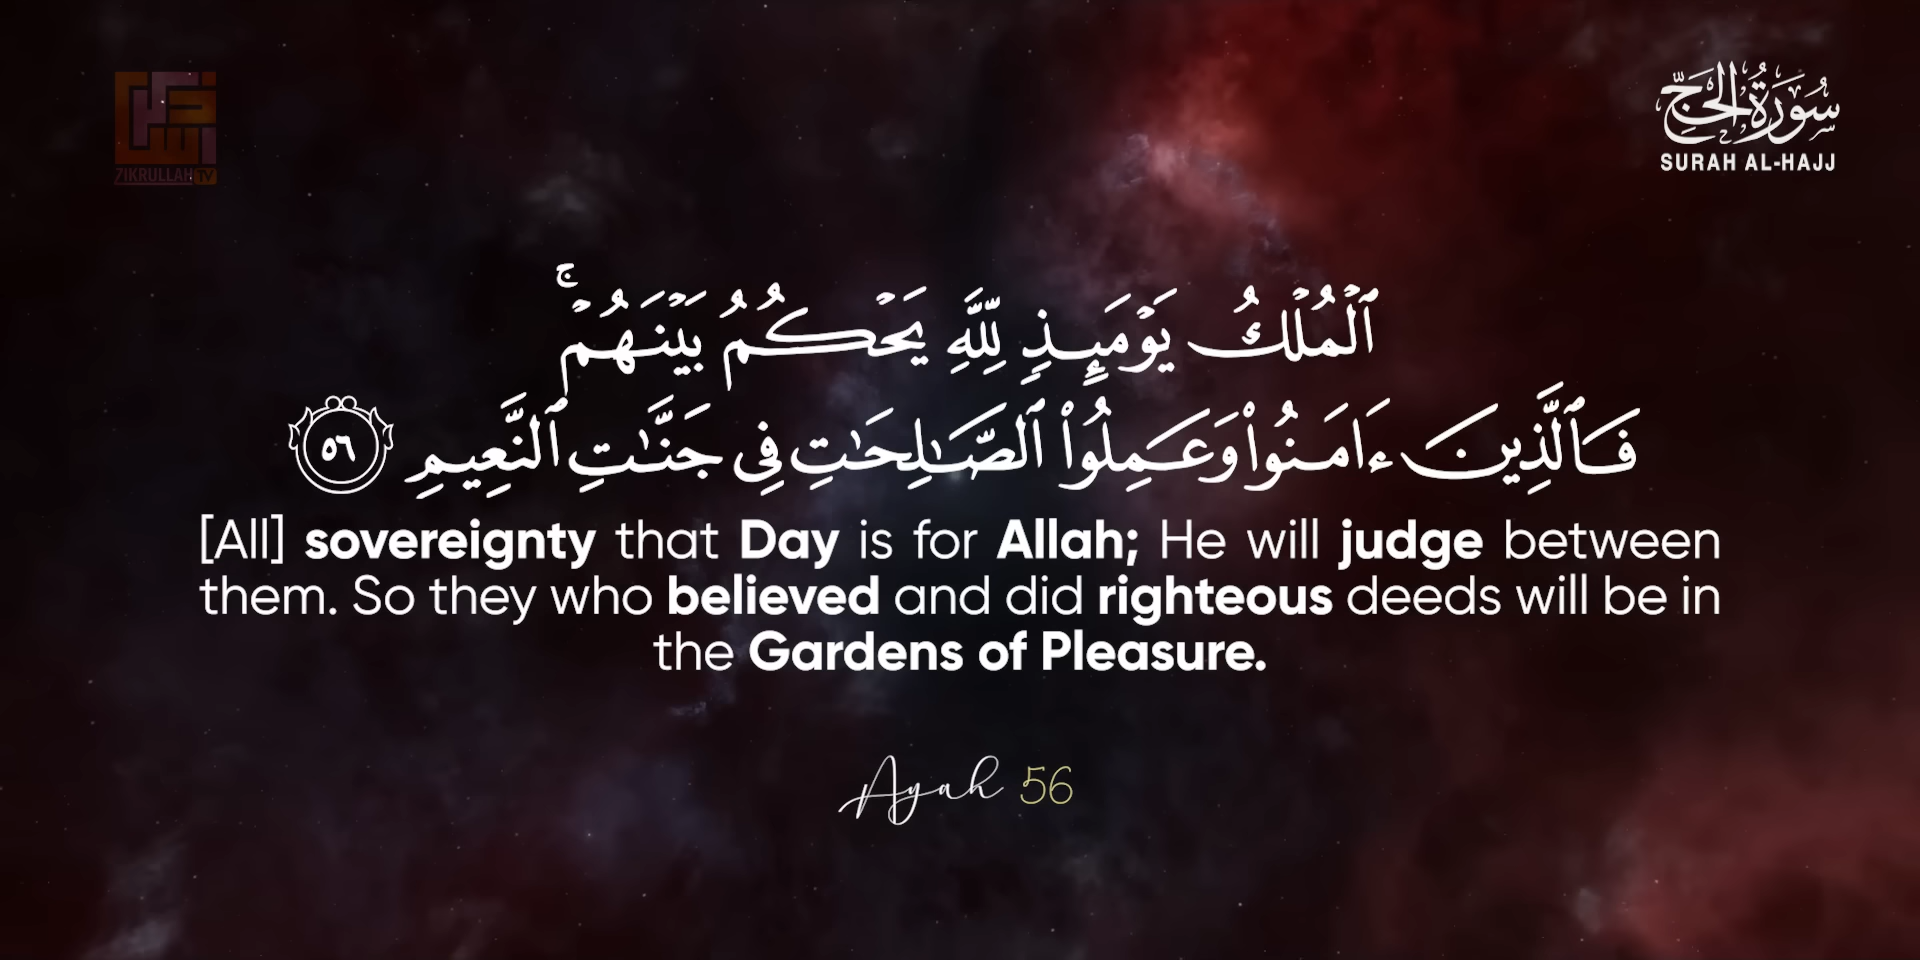 ZIKRULLAH TV
سُورَةُ الحَجِّ
SURAH AL-HAJJ
ٱلْمُلْكُ يَوْمَئِذٍ لِّلَّهِ يَحْكُمُ بَيْنَهُمْ ۚ
فَٱلَّذِينَ ءَامَنُوا۟ وَعَمِلُوا۟ ٱلصَّـٰلِحَـٰتِ فِى جَنَّـٰتِ ٱلنَّعِيمِ ٥٦
[All] sovereignty that Day is for Allah; He will judge between
them. So they who believed and did righteous deeds will be in
the Gardens of Pleasure.
Ayah 56